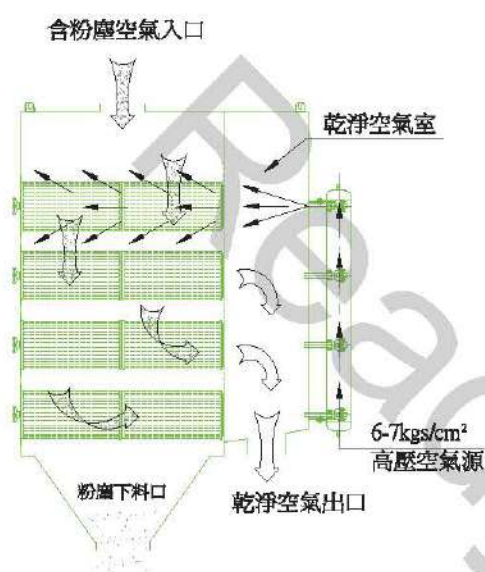 含粉塵空氣入口
乾淨空氣室
6-7kgs/cm²
高壓空氣源
粉塵下料口
乾淨空氣出口
Read